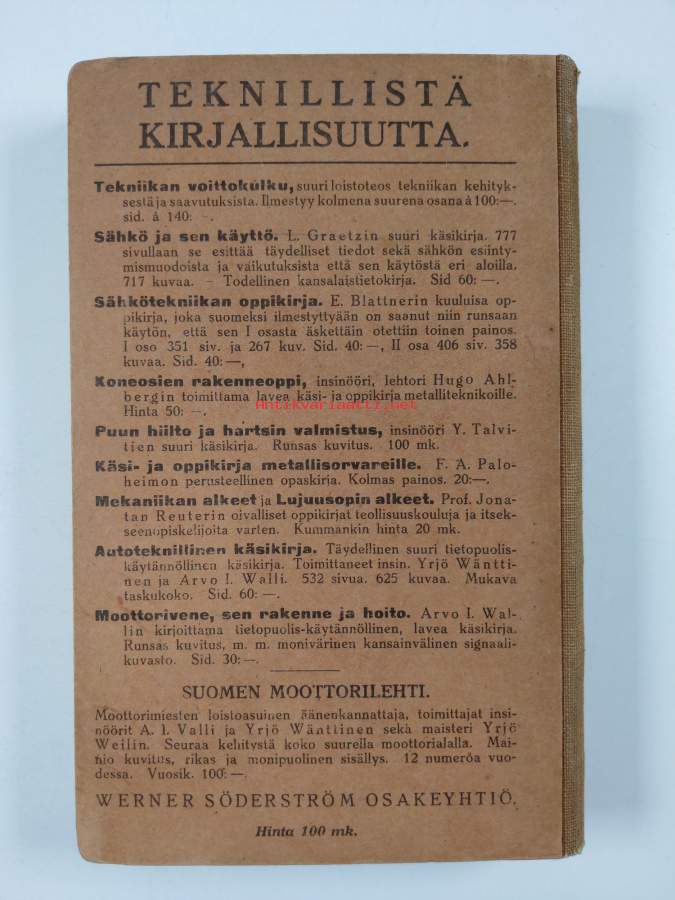 TEKNILLISTÄ
KIRJALLISUUTTA.
Tekniikan voittokulku, suuri loistoteos tekniikan kehityk-
sestä ja saavutuksista. Ilmestyy kolmena suurena osana à 100:—.
sid. à 140: –.
Sähkö ja sen käyttö. L. Graetzin suuri käsikirja. 777
sivullaan se esittää täydelliset tiedot sekä sähkön esiinty-
mismuodoista ja vaikutuksista että sen käytöstä eri aloilla.
717 kuvaa. – Todellinen kansalaistietokirja. Sid 60: —.
Sähkötekniikan oppikirja. E. Blattnerin kuuluisa op-
pikirja, joka suomeksi ilmestyttyään on saanut niin runsaan
käytön, että sen I osasta äskettäin otettiin toinen painos.
I oso 351 siv. ja 267 kuv. Sid. 40: —, II osa 406 siv. 358
kuvaa. Sid. 40: —,
Koneosien rakenneoppi, insinööri, lehtori Hugo Ahl-
bergin toimittama lavea käsi- ja oppikirja metalliteknikoille.
Hinta 50: —.
Antikvariaatti.net
Puun hiilto ja hartsin valmistus, insinööri Y. Talvi-
tien suuri käsikirja. Runsas kuvitus. 100 mk.
Käsi- ja oppikirja metallisorvareille. F. A. Palo-
heimon perusteellinen opaskirja. Kolmas painos. 20:—.
Mekaniikan alkeet ja Lujuusopin alkeet. Prof. Jona-
tan Reuterin oivalliset oppikirjat teollisuuskouluja ja itsek-
seenopiskelijoita varten. Kummankin hinta 20 mk.
Autoteknillinen käsikirja. Täydellinen suuri tietopuolis-
käytännöllinen käsikirja. Toimittaneet insin. Yrjö Wäntti-
nen ja Arvo I. Walli. 532 sivua. 625 kuvaa. Mukava
taskukoko. Sid. 60: —.
Moottorivene, sen rakenne ja hoito. Arvo I. Wal-
lin kirjoittama tietopuolis-käytännöllinen, lavea käsikirja.
Runsas kuvitus, m. m. monivärinen kansainvälinen signaali-
kuvasto. Sid. 30: —.
SUOMEN MOOTTORILEHTI.
Moottorimiesten loistoasuinen äänenkannattaja, toimittajat insi-
nöörit A. I. Valli ja Yrjö Wänttinen sekä maisteri Yrjö
Weilin. Seuraa kehitystä koko suurella moottorialalla. Mai-
nio kuvitus, rikas ja monipuolinen sisällys. 12 numeroa vuo-
dessa. Vuosik. 100: —.
WERNER SÖDERSTRÖM OSAKEYHTIÖ.
Hinta 100 mk.